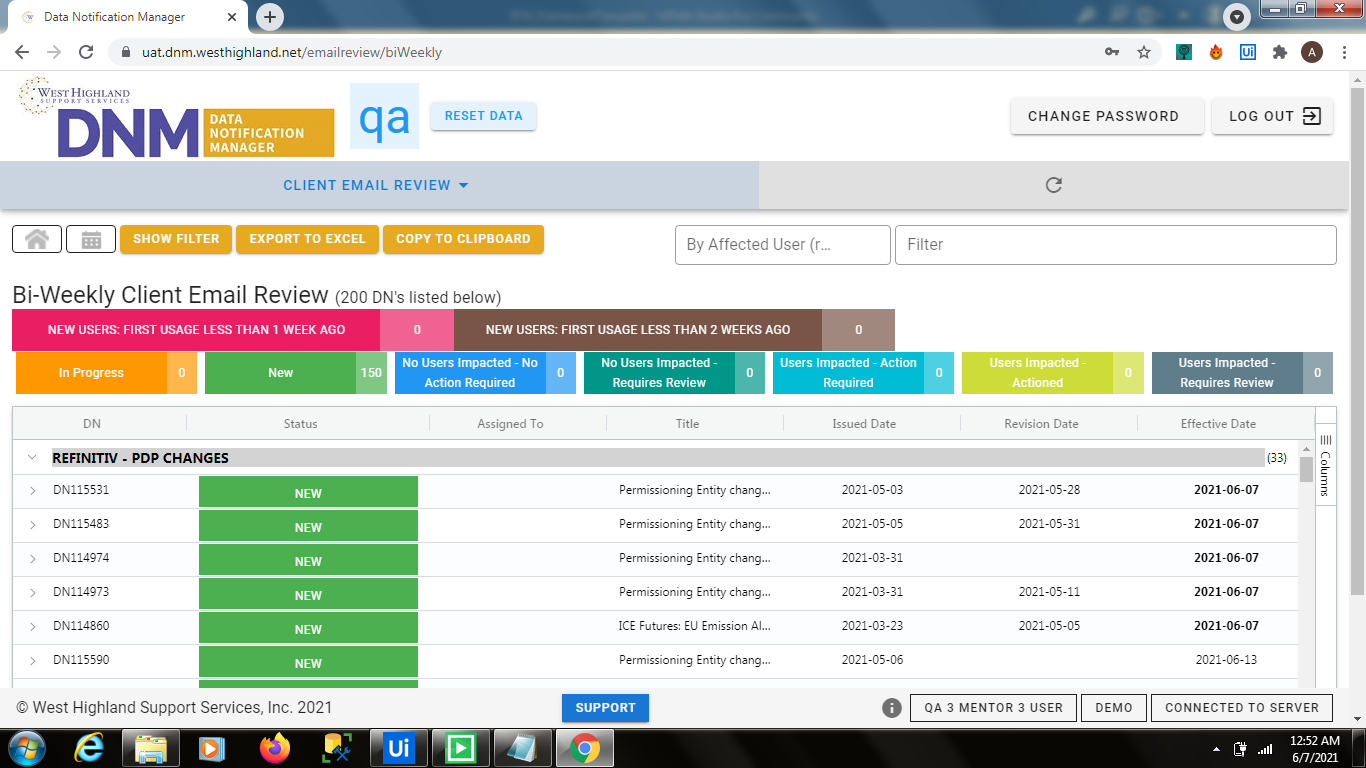 Data Notification Manager
uat.dnm.westhighland.net/emailreview/biWeekly
Ui
A
WEST HIGHLAND
SUPPORT SERVICES
DNM
DATA
NOTIFICATION
MANAGER
qa
RESET DATA
CHANGE PASSWORD
LOG OUT
CLIENT EMAIL REVIEW
SHOW FILTER
EXPORT TO EXCEL
COPY TO CLIPBOARD
By Affected User (r...
Filter
Bi-Weekly Client Email Review (200 DN's listed below)
NEW USERS: FIRST USAGE LESS THAN 1 WEEK AGO 0
NEW USERS: FIRST USAGE LESS THAN 2 WEEKS AGO 0
In Progress 0
New 150
No Users Impacted - No
Action Required 0
No Users Impacted -
Requires Review 0
Users Impacted - Action
Required 0
Users Impacted -
Actioned 0
Users Impacted -
Requires Review 0
DN Status Assigned To Title Issued Date Revision Date Effective Date
Columns
REFINITIV - PDP CHANGES (33)
DN115531 NEW Permissioning Entity chang... 2021-05-03 2021-05-28 2021-06-07
DN115483 NEW Permissioning Entity chang... 2021-05-05 2021-05-31 2021-06-07
DN114974 NEW Permissioning Entity chang... 2021-03-31 2021-06-07
DN114973 NEW Permissioning Entity chang... 2021-03-31 2021-05-11 2021-06-07
DN114860 NEW ICE Futures: EU Emission Al... 2021-03-23 2021-05-05 2021-06-07
DN115590 NEW Permissioning Entity chang... 2021-05-06 2021-06-13
© West Highland Support Services, Inc. 2021
SUPPORT
QA 3 MENTOR 3 USER
DEMO
CONNECTED TO SERVER
Ui
12:52 AM
6/7/2021